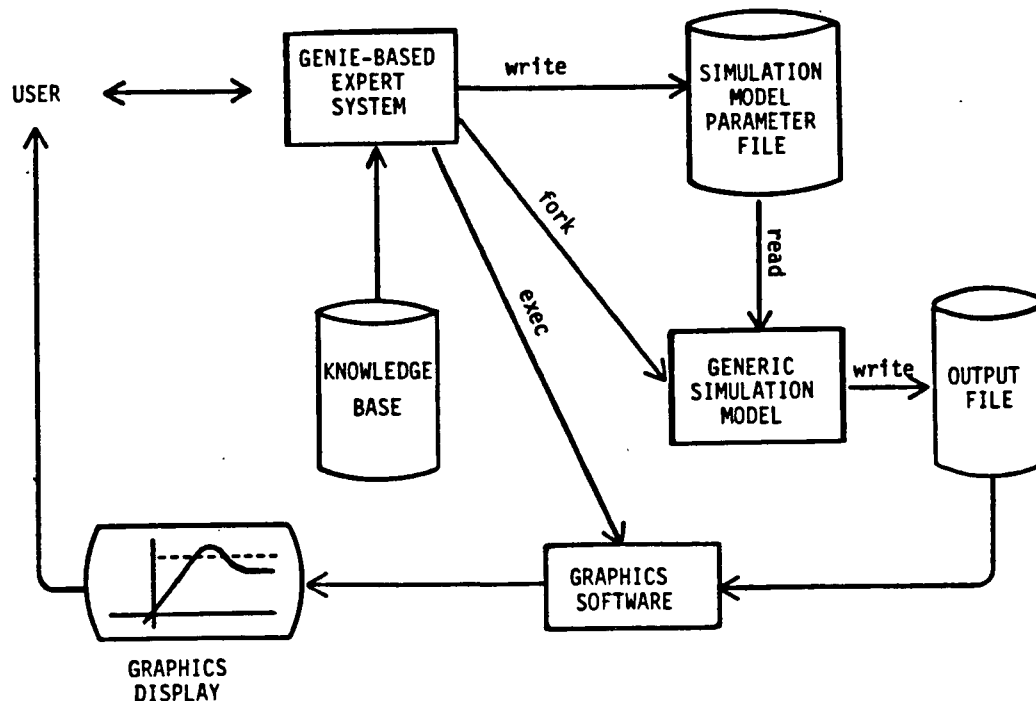 GENIE-BASED
EXPERT
SYSTEM
write
SIMULATION
MODEL
PARAMETER
FILE
USER
fork
read
exec
KNOWLEDGE
BASE
GENERIC
SIMULATION
MODEL
write
OUTPUT
FILE
GRAPHICS
SOFTWARE
GRAPHICS
DISPLAY